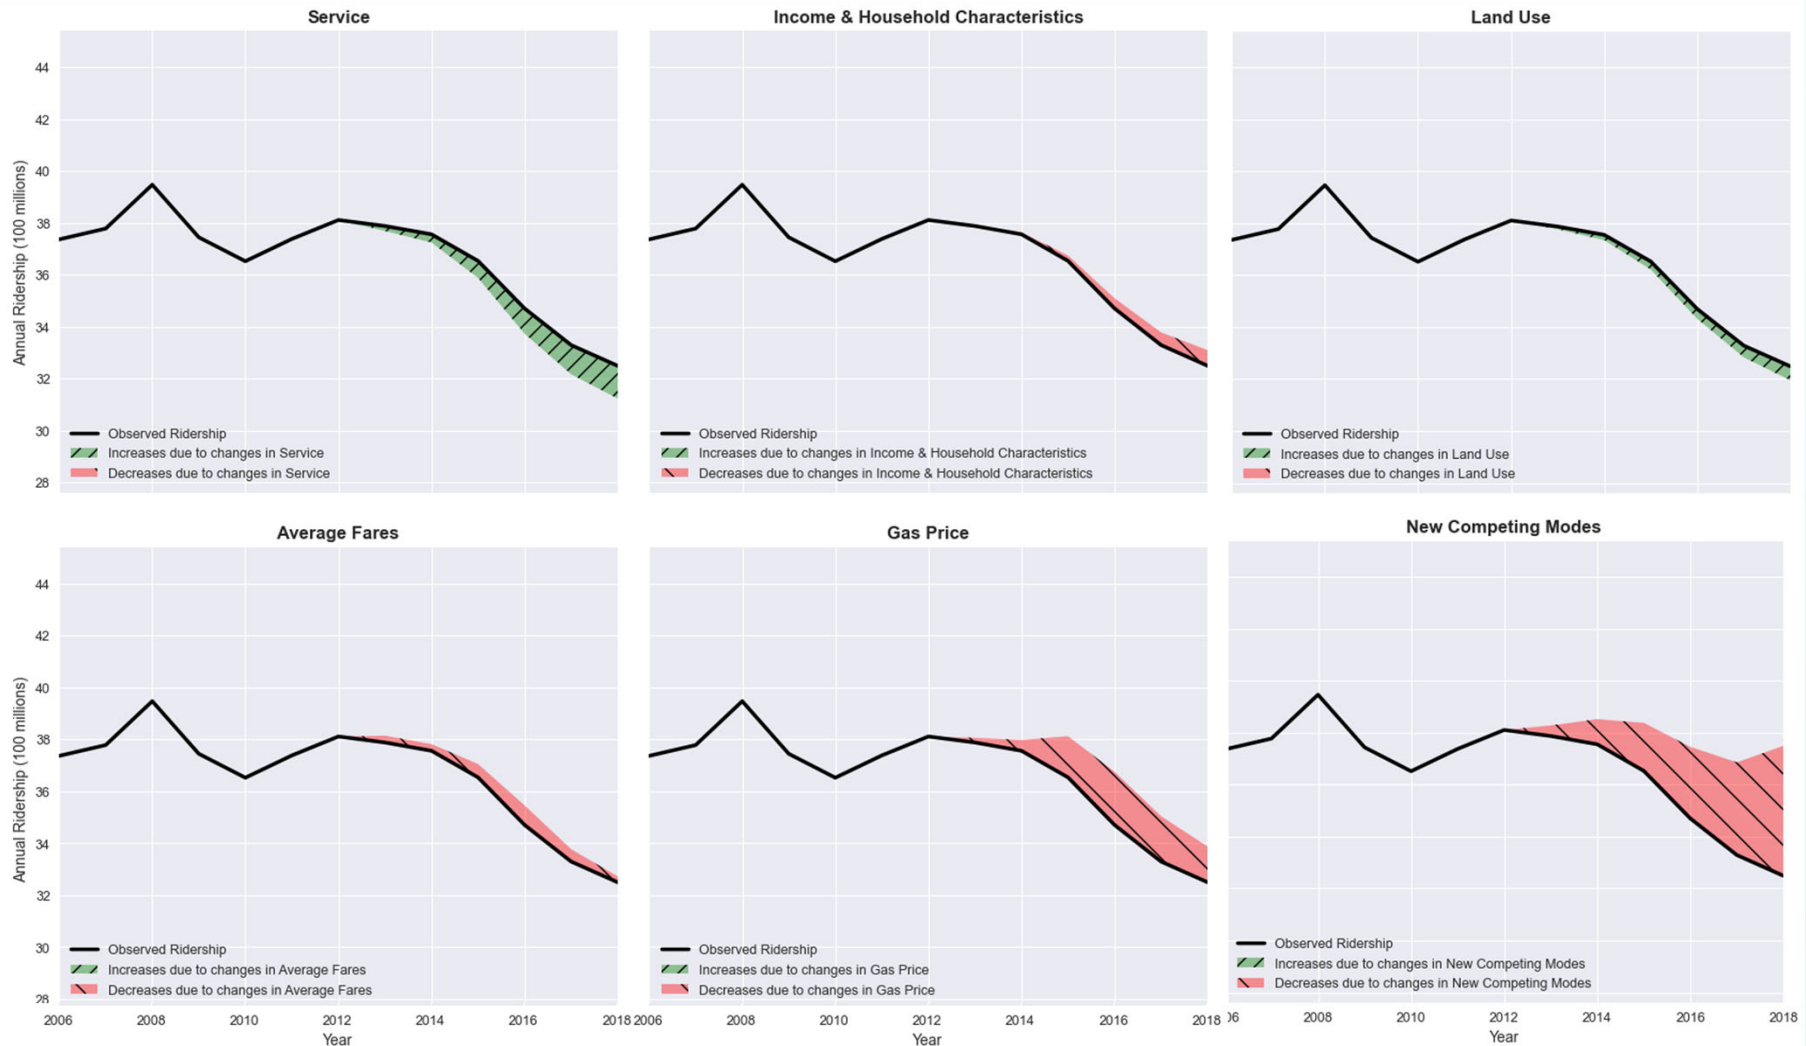 Service
Income & Household Characteristics
Land Use
Annual Ridership (100 millions)
44
42
40
38
36
34
32
30
28
Observed Ridership
Increases due to changes in Service
Decreases due to changes in Service
Observed Ridership
Increases due to changes in Income & Household Characteristics
Decreases due to changes in Income & Household Characteristics
Observed Ridership
Increases due to changes in Land Use
Decreases due to changes in Land Use
Average Fares
Gas Price
New Competing Modes
Annual Ridership (100 millions)
44
42
40
38
36
34
32
30
28
Observed Ridership
Increases due to changes in Average Fares
Decreases due to changes in Average Fares
Observed Ridership
Increases due to changes in Gas Price
Decreases due to changes in Gas Price
Observed Ridership
Increases due to changes in New Competing Modes
Decreases due to changes in New Competing Modes
2006 2008 2010 2012 2014 2016 2018
2006 2008 2010 2012 2014 2016 2018
06 2008 2010 2012 2014 2016 2018
Year
Year
Year